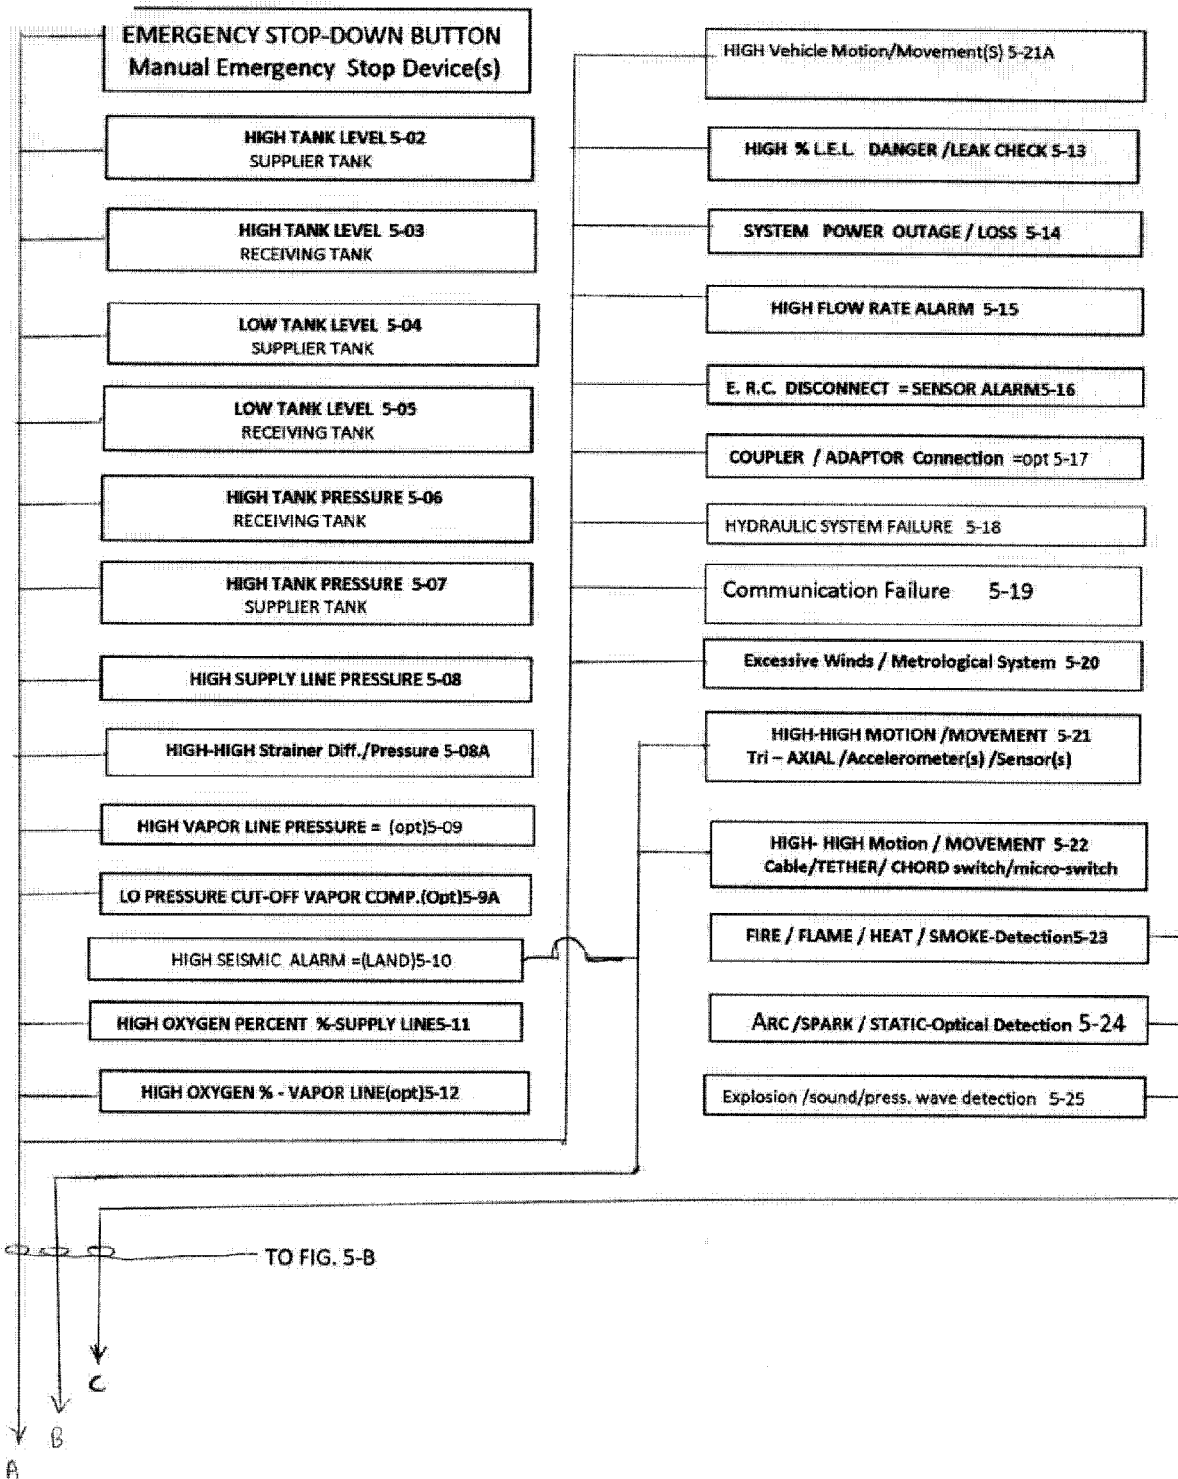 EMERGENCY STOP-DOWN BUTTON
Manual Emergency Stop Device(s)
HIGH TANK LEVEL 5-02
SUPPLIER TANK
HIGH TANK LEVEL 5-03
RECEIVING TANK
LOW TANK LEVEL 5-04
SUPPLIER TANK
LOW TANK LEVEL 5-05
RECEIVING TANK
HIGH TANK PRESSURE 5-06
RECEIVING TANK
HIGH TANK PRESSURE 5-07
SUPPLIER TANK
HIGH SUPPLY LINE PRESSURE 5-08
HIGH-HIGH Strainer Diff./Pressure 5-08A
HIGH VAPOR LINE PRESSURE = (opt)5-09
LO PRESSURE CUT-OFF VAPOR COMP.(Opt)5-9A
HIGH SEISMIC ALARM =(LAND)5-10
HIGH OXYGEN PERCENT %-SUPPLY LINE5-11
HIGH OXYGEN % - VAPOR LINE(opt)5-12
HIGH Vehicle Motion/Movement(S) 5-21A
HIGH % L.E.L. DANGER /LEAK CHECK 5-13
SYSTEM POWER OUTAGE / LOSS 5-14
HIGH FLOW RATE ALARM 5-15
E. R.C. DISCONNECT = SENSOR ALARM5-16
COUPLER / ADAPTOR Connection =opt 5-17
HYDRAULIC SYSTEM FAILURE 5-18
Communication Failure 5-19
Excessive Winds / Metrological System 5-20
HIGH-HIGH MOTION /MOVEMENT 5-21
Tri – AXIAL /Accelerometer(s) /Sensor(s)
HIGH- HIGH Motion / MOVEMENT 5-22
Cable/TETHER/ CHORD switch/micro-switch
FIRE / FLAME / HEAT / SMOKE-Detection5-23
ARC /SPARK / STATIC-Optical Detection 5-24
Explosion /sound/press. wave detection 5-25
TO FIG. 5-B
C
B
A